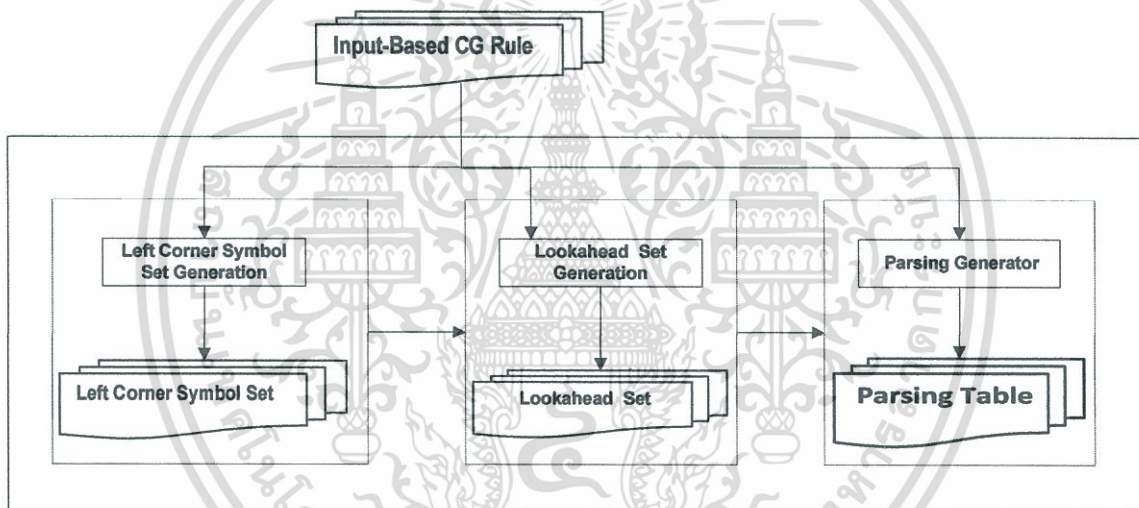 Input-Based CG Rule
Left Corner Symbol
Set Generation
Lookahead Set
Generation
Parsing Generator
Left Corner Symbol Set
Lookahead Set
Parsing Table